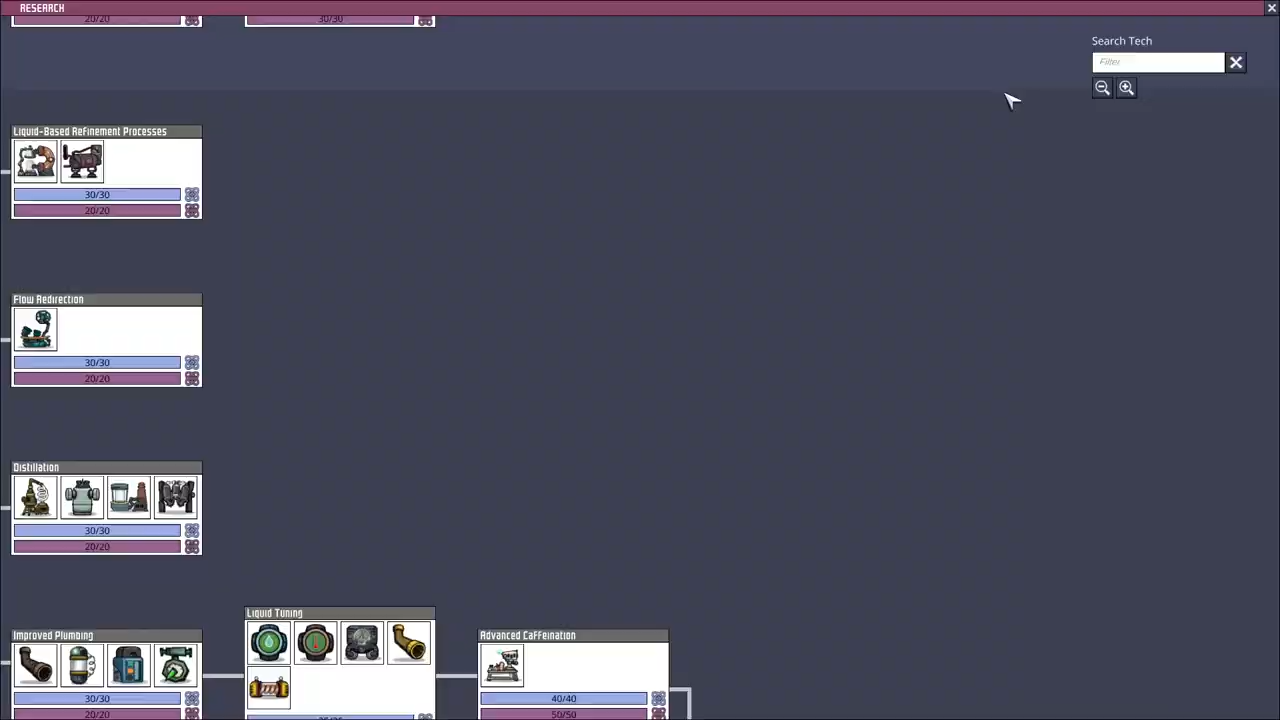 RESEARCH
20/20
30/30
Search Tech
Filter
Liquid-Based Refinement Processes
30/30
20/20
Flow Redirection
30/30
20/20
Distillation
30/30
20/20
Liquid Tuning
Improved Plumbing
Advanced Caffeination
30/30
40/40
20/20
50/50